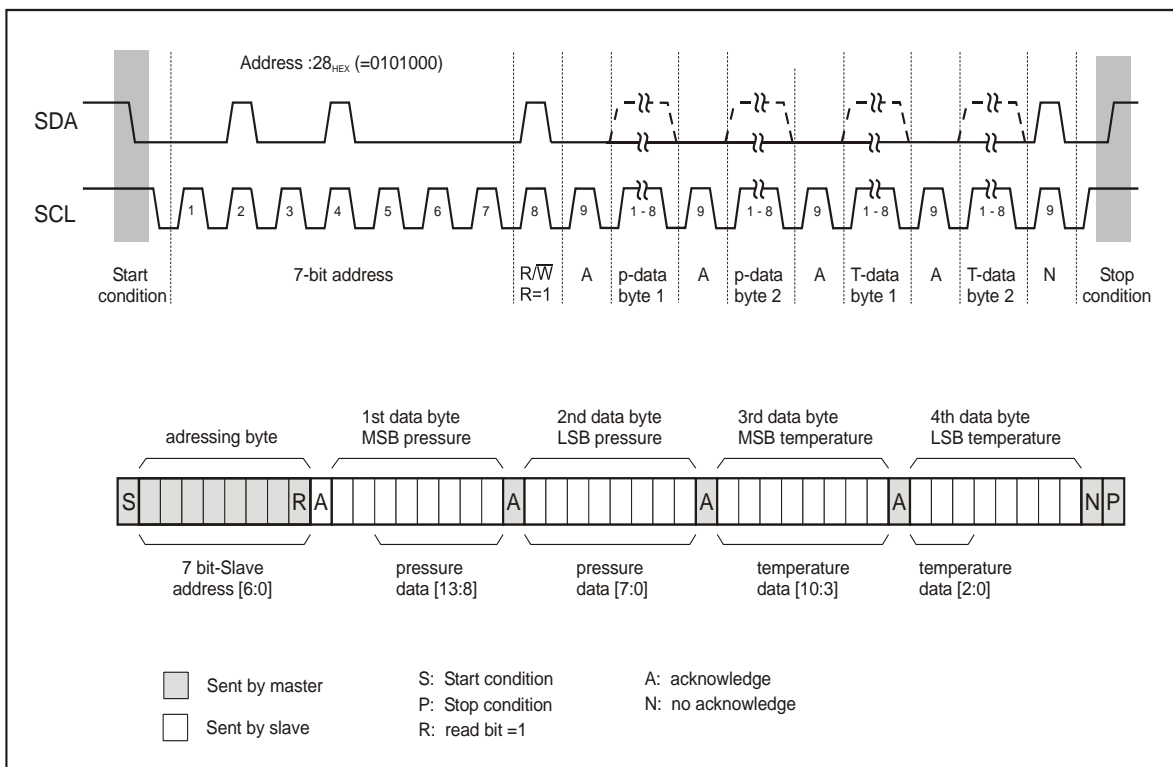 Address :28HEX (=0101000)
SDA
SCL
1 2 3 4 5 6 7 8 9 1 - 8 9 1 - 8 9 1 - 8 9 1 - 8 9
Start condition
7-bit address
R/W̅
R=1
A
p-data
byte 1
A
p-data
byte 2
A
T-data
byte 1
A
T-data
byte 2
N
Stop
condition
adressing byte
1st data byte
MSB pressure
2nd data byte
LSB pressure
3rd data byte
MSB temperature
4th data byte
LSB temperature
S R A A A A N P
7 bit-Slave
address [6:0]
pressure
data [13:8]
pressure
data [7:0]
temperature
data [10:3]
temperature
data [2:0]
Sent by master
Sent by slave
S: Start condition
P: Stop condition
R: read bit =1
A: acknowledge
N: no acknowledge